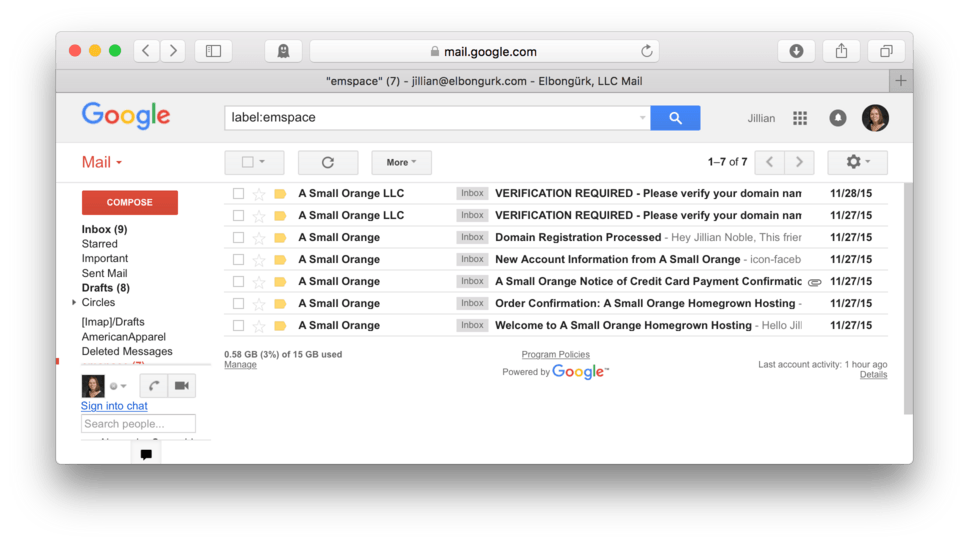 mail.google.com
"emspace" (7) - jillian@elbongurk.com - Elbongürk, LLC Mail
Google
label:emspace
Jillian
Mail
More
1–7 of 7
COMPOSE
Inbox (9)
Starred
Important
Sent Mail
Drafts (8)
Circles
[Imap]/Drafts
AmericanApparel
Deleted Messages
A Small Orange LLC Inbox VERIFICATION REQUIRED - Please verify your domain nam 11/28/15
A Small Orange LLC Inbox VERIFICATION REQUIRED - Please verify your domain nam 11/27/15
A Small Orange Inbox Domain Registration Processed - Hey Jillian Noble, This frier 11/27/15
A Small Orange Inbox New Account Information from A Small Orange - icon-faceb 11/27/15
A Small Orange Inbox A Small Orange Notice of Credit Card Payment Confirmatic 11/27/15
A Small Orange Inbox Order Confirmation: A Small Orange Homegrown Hosting - 11/27/15
A Small Orange Inbox Welcome to A Small Orange Homegrown Hosting - Hello Jill 11/27/15
0.58 GB (3%) of 15 GB used
Manage
Program Policies
Powered by Google™
Last account activity: 1 hour ago
Details
Sign into chat
Search people...